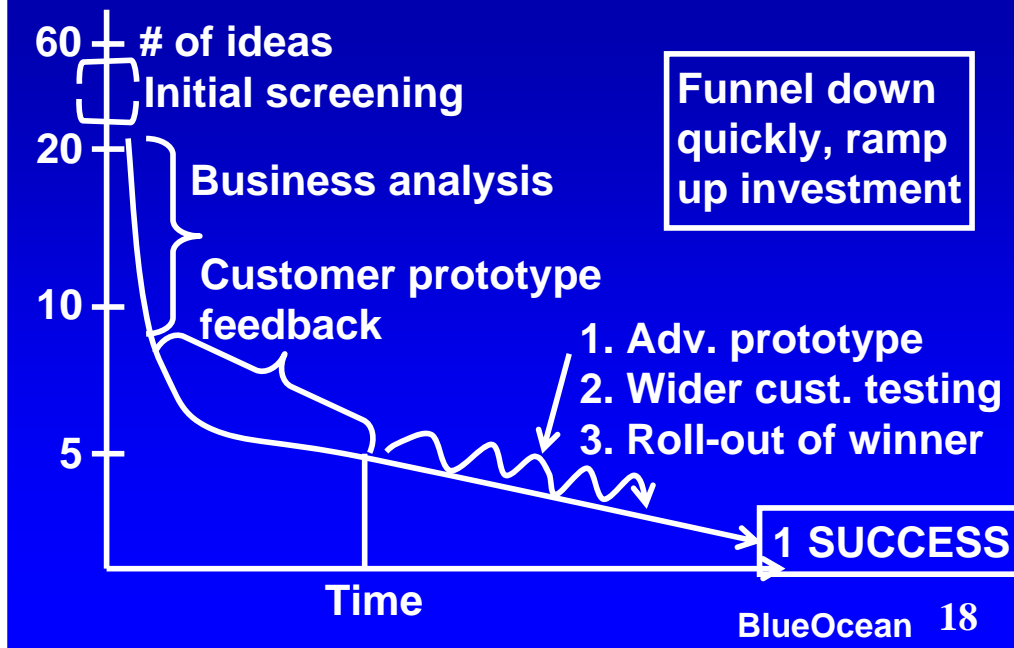 60 # of ideas
Initial screening
Funnel down
quickly, ramp
up investment
20
Business analysis
Customer prototype
feedback
10
1. Adv. prototype
2. Wider cust. testing
3. Roll-out of winner
5
1 SUCCESS
Time
BlueOcean 18